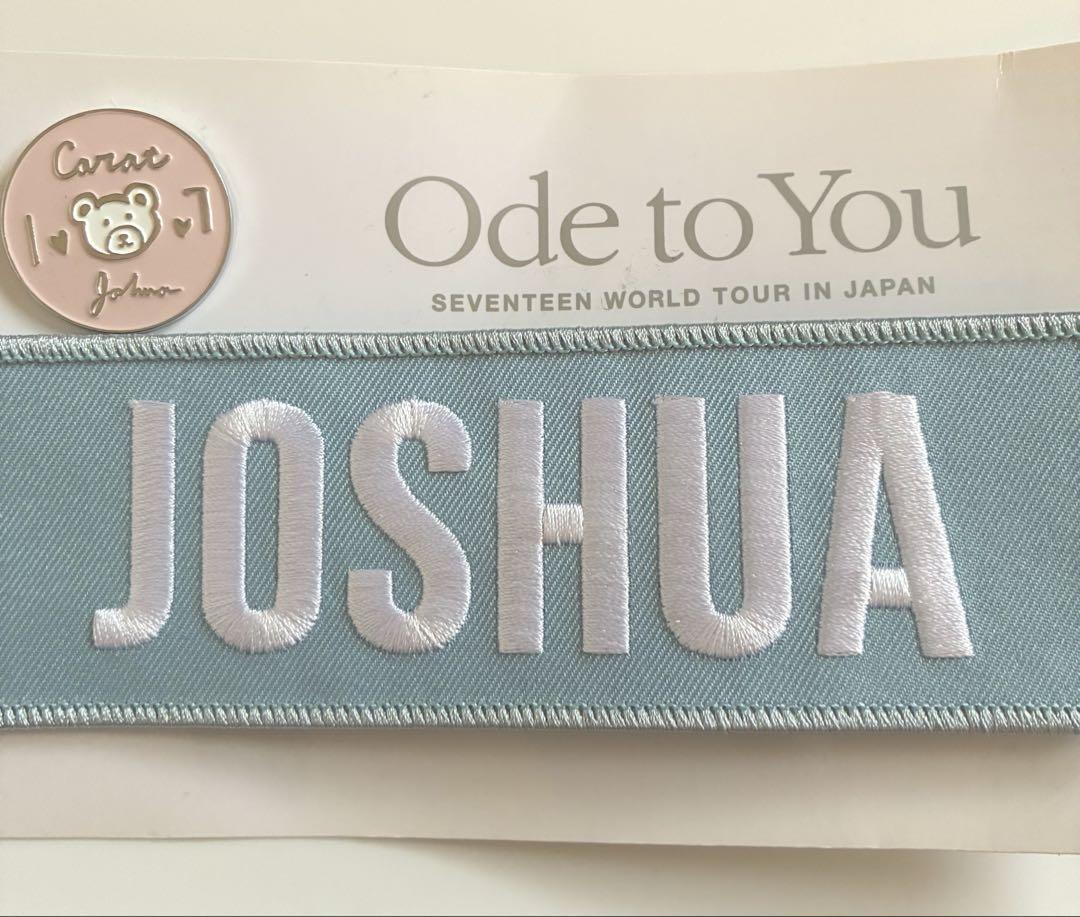 Carat
1 7
Joshua
Ode to You
SEVENTEEN WORLD TOUR IN JAPAN
JOSHUA